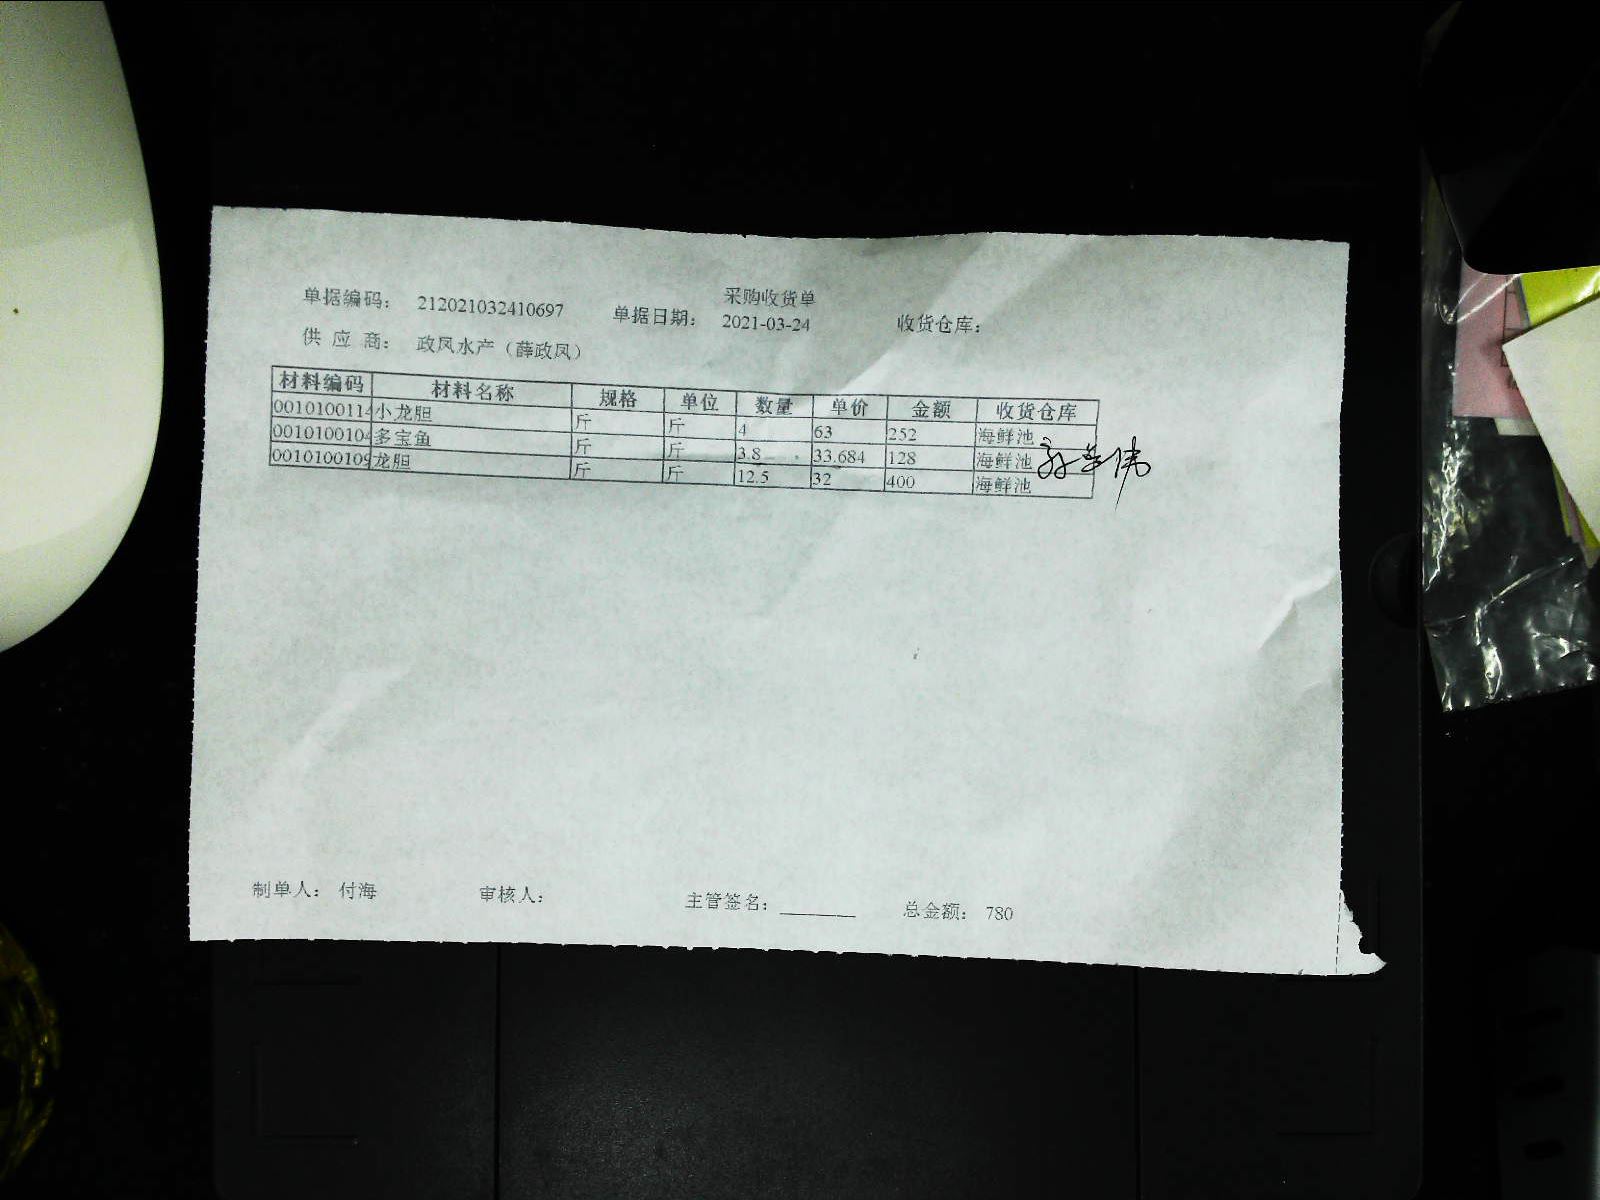 采购收货单
单据编码： 212021032410697 单据日期： 2021-03-24 收货仓库：
供 应 商： 政凤水产（薛政凤）
材料编码 材料名称 规格 单位 数量 单价 金额 收货仓库
0010100114 小龙胆 斤 斤 4 63 252 海鲜池
0010100104 多宝鱼 斤 斤 3.8 33.684 128 海鲜池
0010100109 龙胆 斤 斤 12.5 32 400 海鲜池
制单人： 付海 审核人： 主管签名： ________ 总金额： 780